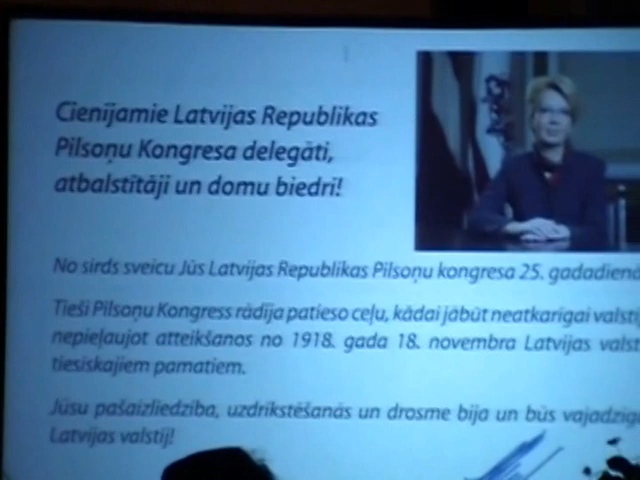 Cienījamie Latvijas Republikas
Pilsoņu Kongresa delegāti,
atbalstītāji un domu biedri!
No sirds sveicu Jūs Latvijas Republikas Pilsoņu kongresa 25. gadadienā
Tieši Pilsoņu Kongress rādīja patieso ceļu, kādai jābūt neatkarīgai valstij
nepieļaujot atteikšanos no 1918. gada 18. novembra Latvijas valst
tiesiskajiem pamatiem.
Jūsu pašaizliedzība, uzdrīkstēšanās un drosme bija un būs vajadzīg
Latvijas valstij!